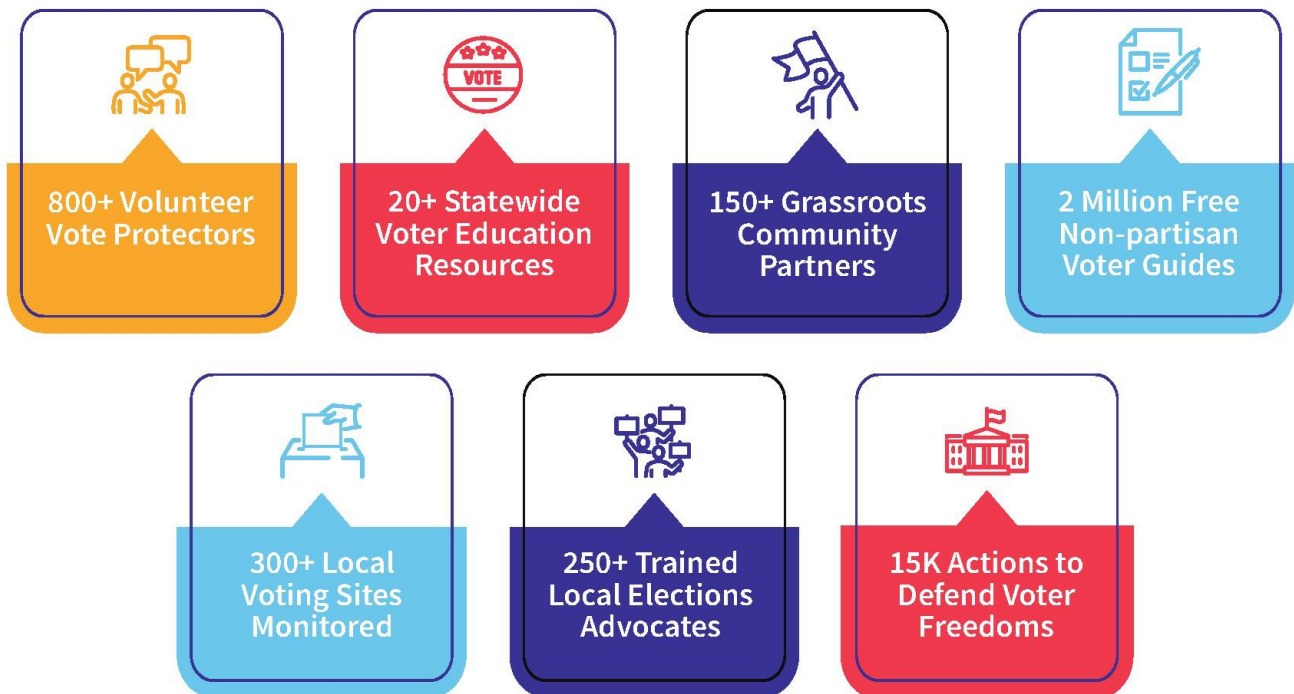 VOTE
800+ Volunteer
Vote Protectors
20+ Statewide
Voter Education
Resources
150+ Grassroots
Community
Partners
2 Million Free
Non-partisan
Voter Guides
300+ Local
Voting Sites
Monitored
250+ Trained
Local Elections
Advocates
15K Actions to
Defend Voter
Freedoms